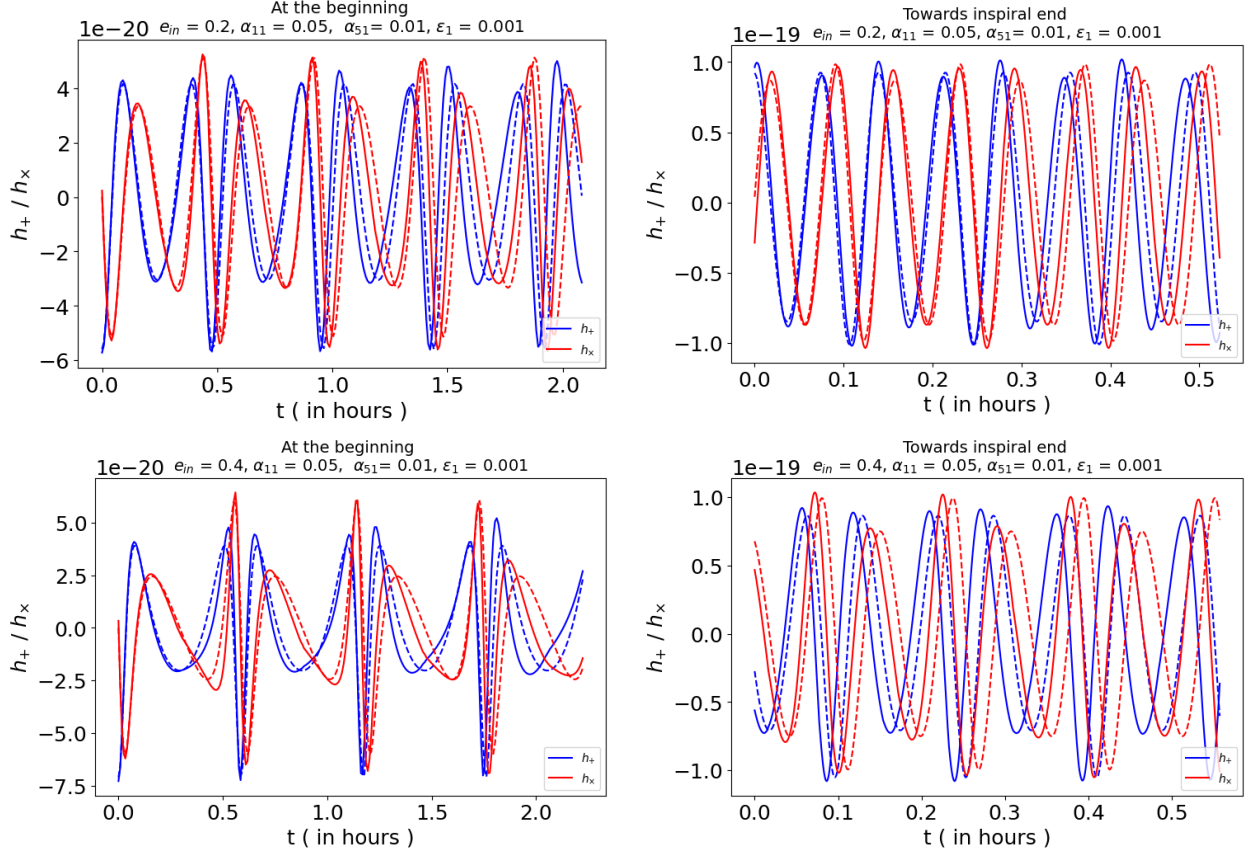 At the beginning
e_in = 0.2, α_11 = 0.05,  α_51= 0.01, ε_1 = 0.001
1e−20
4
2
0
−2
−4
−6
h_+ / h_×
h_+
h_×
0.0 0.5 1.0 1.5 2.0
t ( in hours )
Towards inspiral end
e_in = 0.2, α_11 = 0.05, α_51= 0.01, ε_1 = 0.001
1e−19
1.0
0.5
0.0
−0.5
−1.0
h_+ / h_×
h_+
h_×
0.0 0.1 0.2 0.3 0.4 0.5
t ( in hours )
At the beginning
e_in = 0.4, α_11 = 0.05,  α_51= 0.01, ε_1 = 0.001
1e−20
5.0
2.5
0.0
−2.5
−5.0
−7.5
h_+ / h_×
h_+
h_×
0.0 0.5 1.0 1.5 2.0
t ( in hours )
Towards inspiral end
e_in = 0.4, α_11 = 0.05, α_51= 0.01, ε_1 = 0.001
1e−19
1.0
0.5
0.0
−0.5
−1.0
h_+ / h_×
h_+
h_×
0.0 0.1 0.2 0.3 0.4 0.5
t ( in hours )